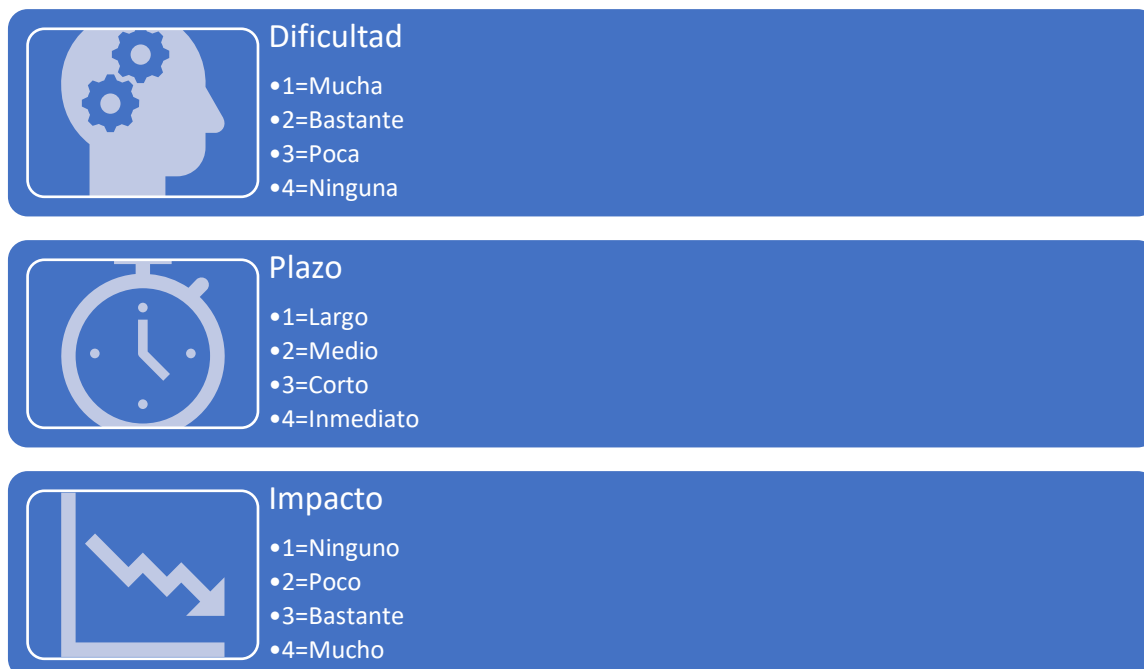 Dificultad
•1=Mucha
•2=Bastante
•3=Poca
•4=Ninguna
Plazo
•1=Largo
•2=Medio
•3=Corto
•4=Inmediato
Impacto
•1=Ninguno
•2=Poco
•3=Bastante
•4=Mucho